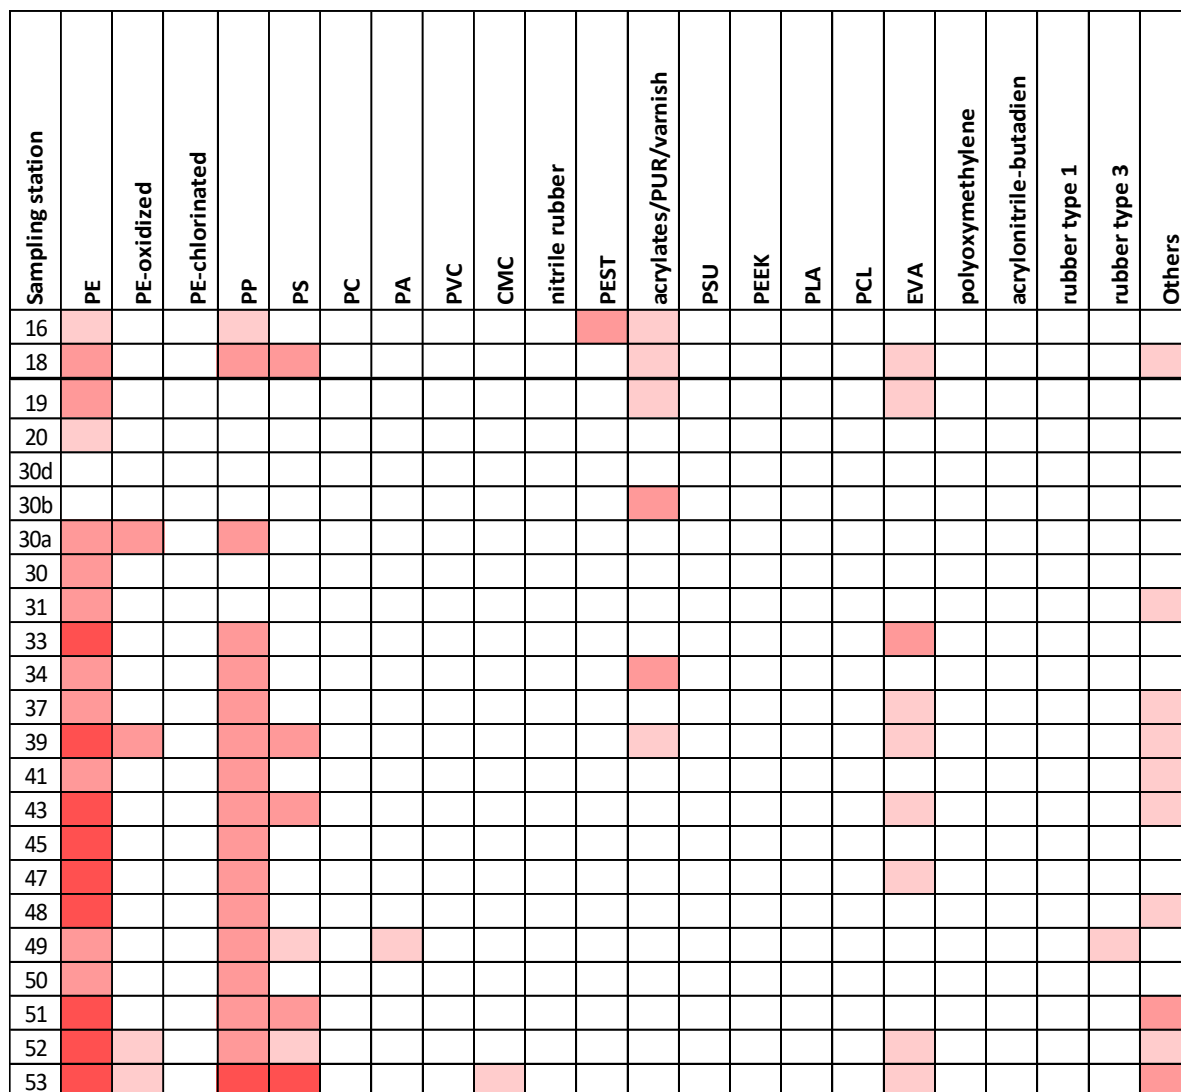 Sampling station
PE
PE-oxidized
PE-chlorinated
PP
PS
PC
PA
PVC
CMC
nitrile rubber
PEST
acrylates/PUR/varnish
PSU
PEEK
PLA
PCL
EVA
polyoxymethylene
acrylonitrile-butadien
rubber type 1
rubber type 3
Others
16
18
19
20
30d
30b
30a
30
31
33
34
37
39
41
43
45
47
48
49
50
51
52
53